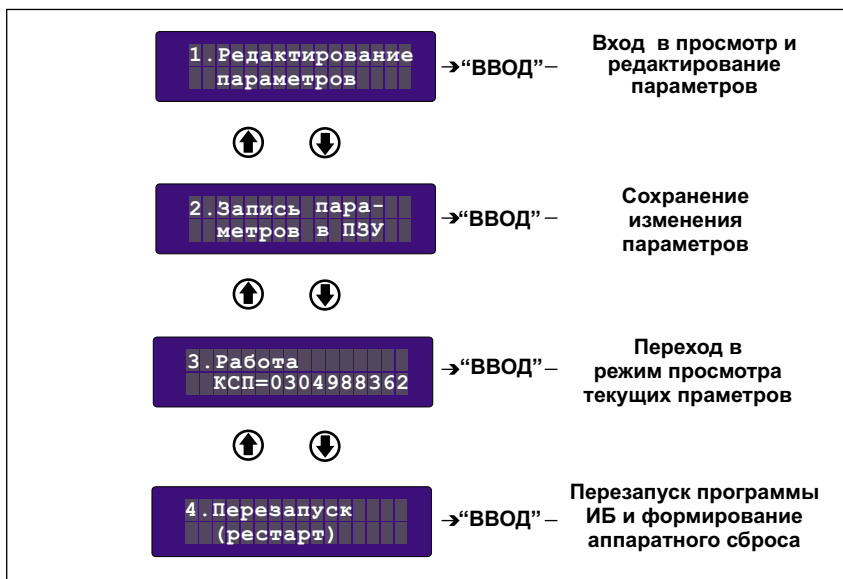 1.Редактирование
параметров
→“ВВОД”–
Вход в просмотр и
редактирование
параметров
2.Запись пара-
метров в ПЗУ
→“ВВОД”–
Сохранение
изменения
параметров
3.Работа
КСП=0304988362
→“ВВОД”–
Переход в
режим просмотра
текущих праметров
4.Перезапуск
(рестарт)
→“ВВОД”–
Перезапуск программы
ИБ и формирование
аппаратного сброса